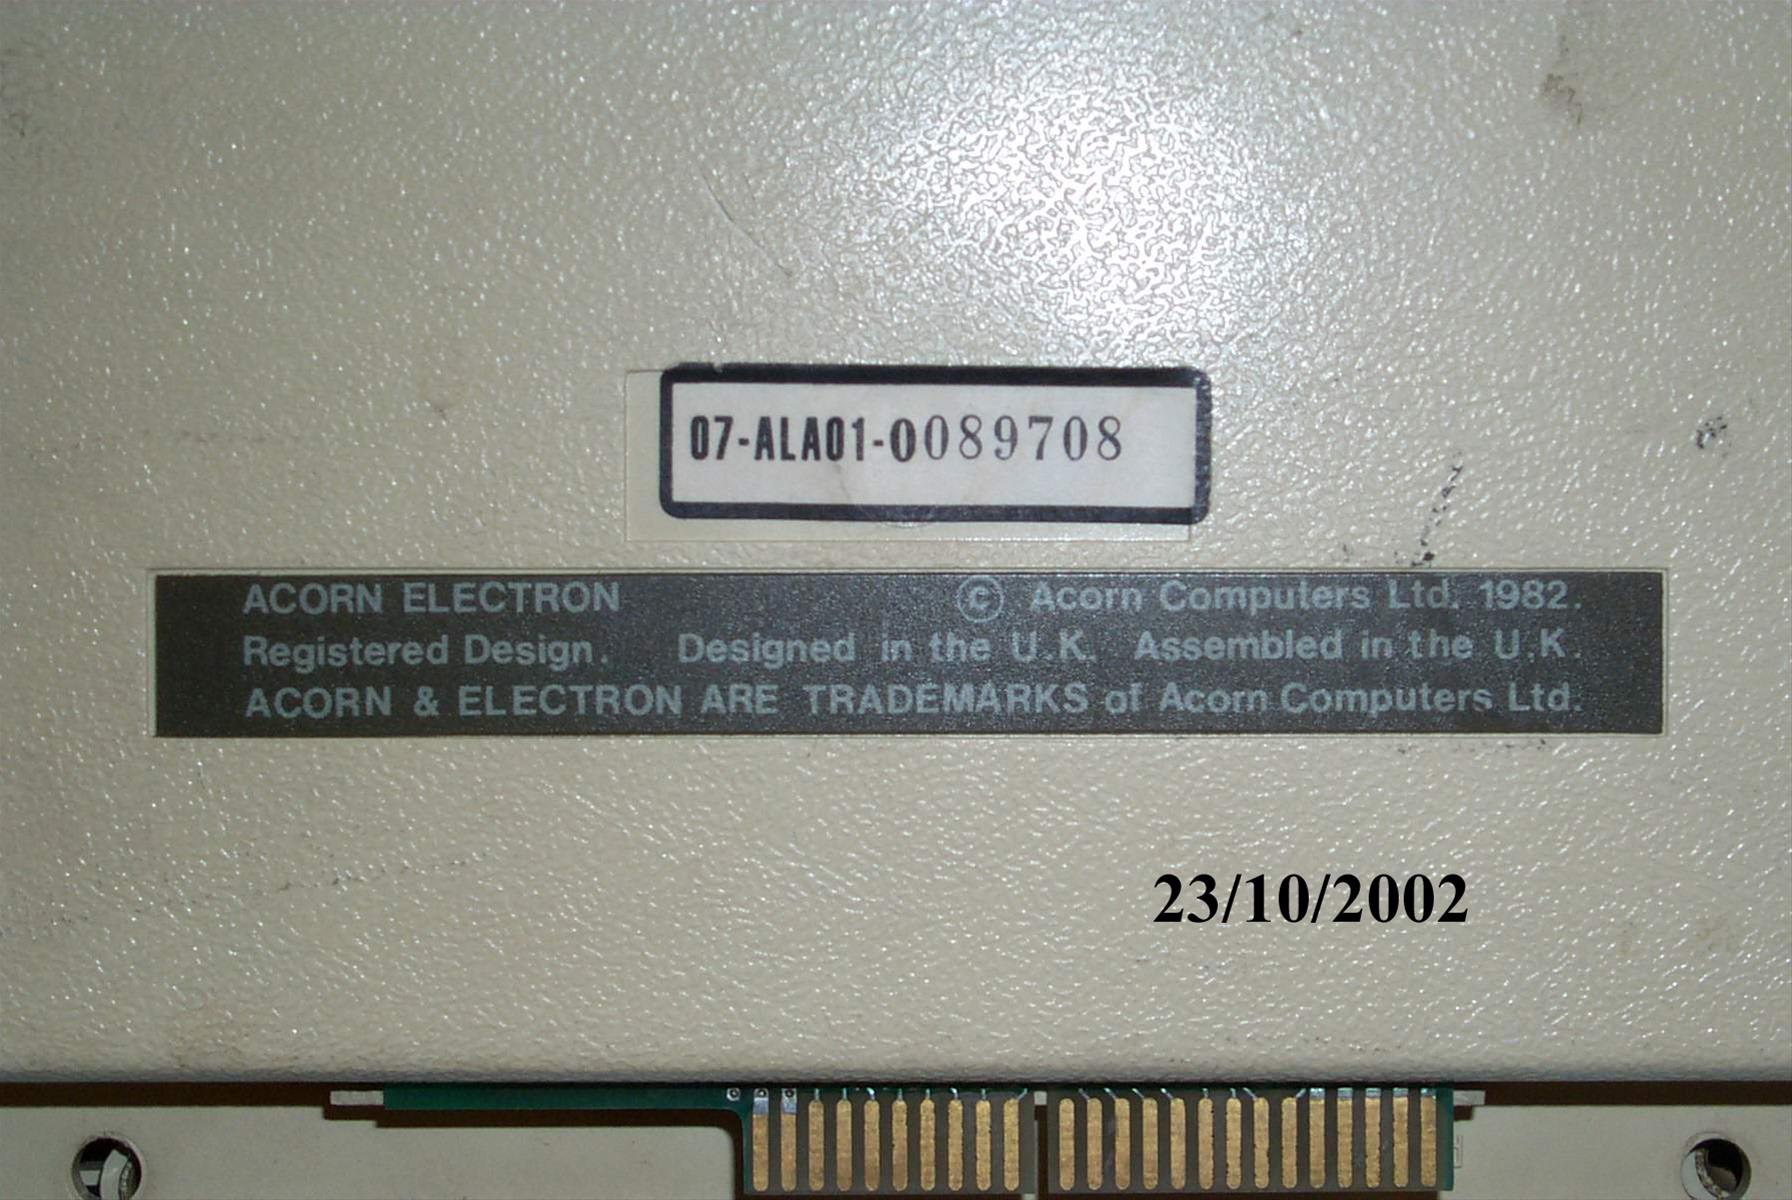 07-ALA01-0089708
ACORN ELECTRON © Acorn Computers Ltd. 1982.
Registered Design. Designed in the U.K. Assembled in the U.K.
ACORN & ELECTRON ARE TRADEMARKS of Acorn Computers Ltd.
23/10/2002